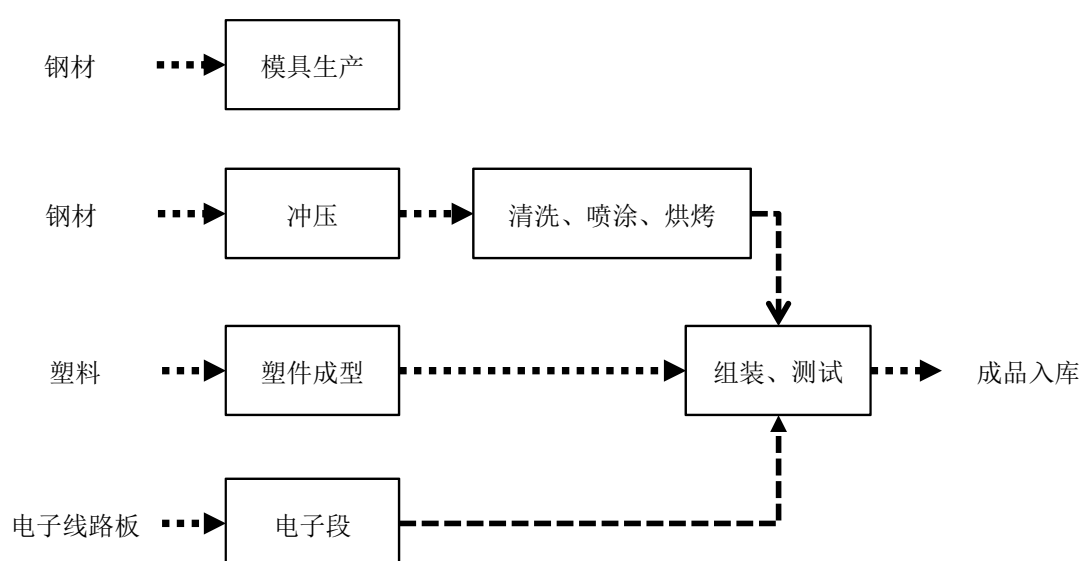 钢材 模具生产
钢材 冲压 清洗、喷涂、烘烤
塑料 塑件成型 组装、测试 成品入库
电子线路板 电子段